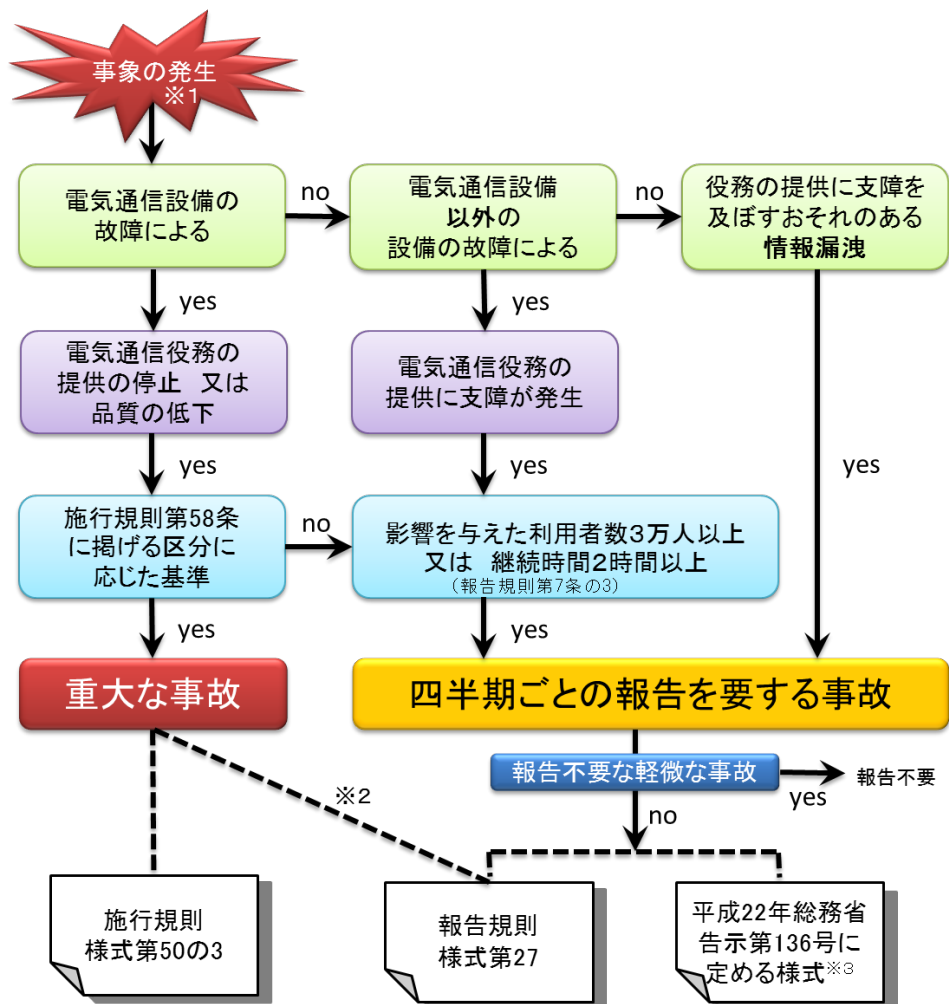 事象の発生
※1
電気通信設備の
故障による
no
電気通信設備
以外の
設備の故障による
no
役務の提供に支障を
及ぼすおそれのある
情報漏洩
yes
yes
電気通信役務の
提供の停止 又は
品質の低下
電気通信役務の
提供に支障が発生
yes
yes
yes
施行規則第58条
に掲げる区分に
応じた基準
no
影響を与えた利用者数3万人以上
又は 継続時間2時間以上
(報告規則第7条の3)
yes
yes
重大な事故
四半期ごとの報告を要する事故
報告不要な軽微な事故
yes
報告不要
※2
no
施行規則
様式第50の3
報告規則
様式第27
平成22年総務省
告示第136号に
定める様式※3